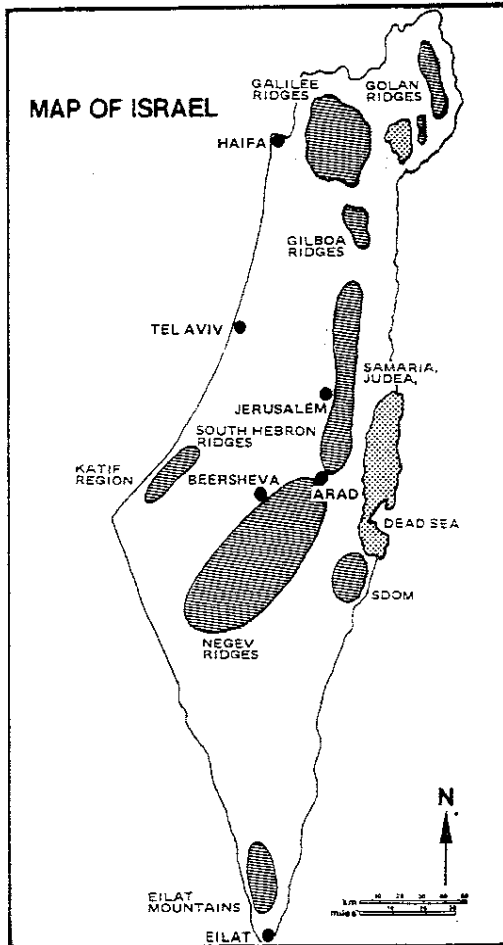 MAP OF ISRAEL
GALILEE
RIDGES
GOLAN
RIDGES
HAIFA
GILBOA
RIDGES
TEL AVIV
SAMARIA,
JUDEA,
JERUSALEM
SOUTH HEBRON
RIDGES
KATIF
REGION
BEERSHEVA
ARAD
DEAD SEA
SDOM
NEGEV
RIDGES
N
EILAT
MOUNTAINS
km
miles
EILAT